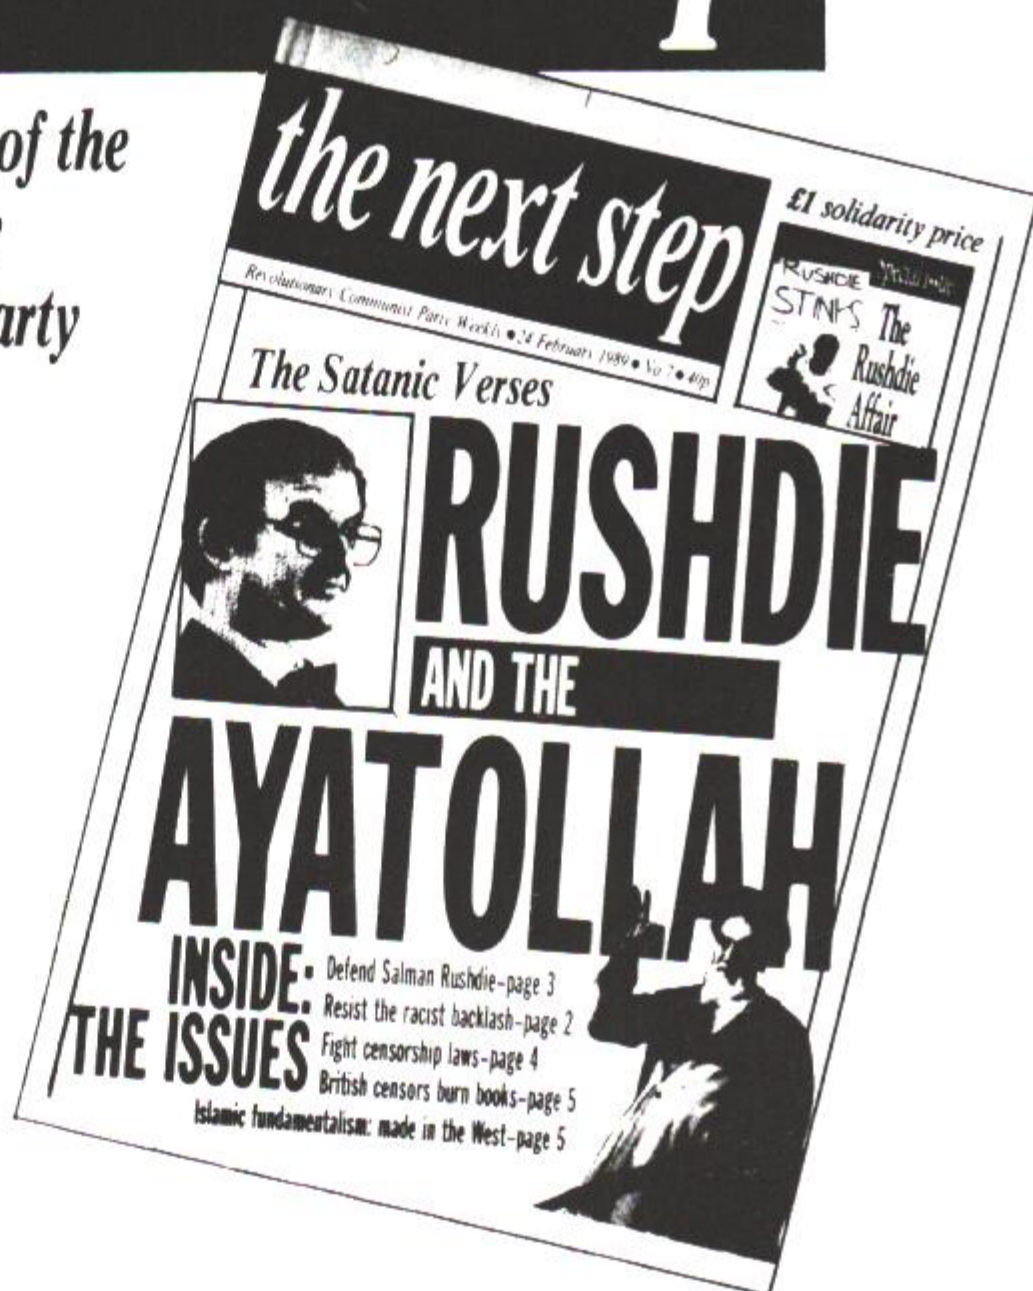 of the
arty
the next step
£1 solidarity price
Revolutionary Communist Party Weekly • 24 February 1989 • No 7 • 40p
RUSHDIE
STINKS
Special Issue
The
Rushdie
Affair
The Satanic Verses
RUSHDIE
AND THE
AYATOLLAH
INSIDE:
THE ISSUES
Defend Salman Rushdie–page 3
Resist the racist backlash–page 2
Fight censorship laws–page 4
British censors burn books–page 5
Islamic fundamentalism: made in the West–page 5